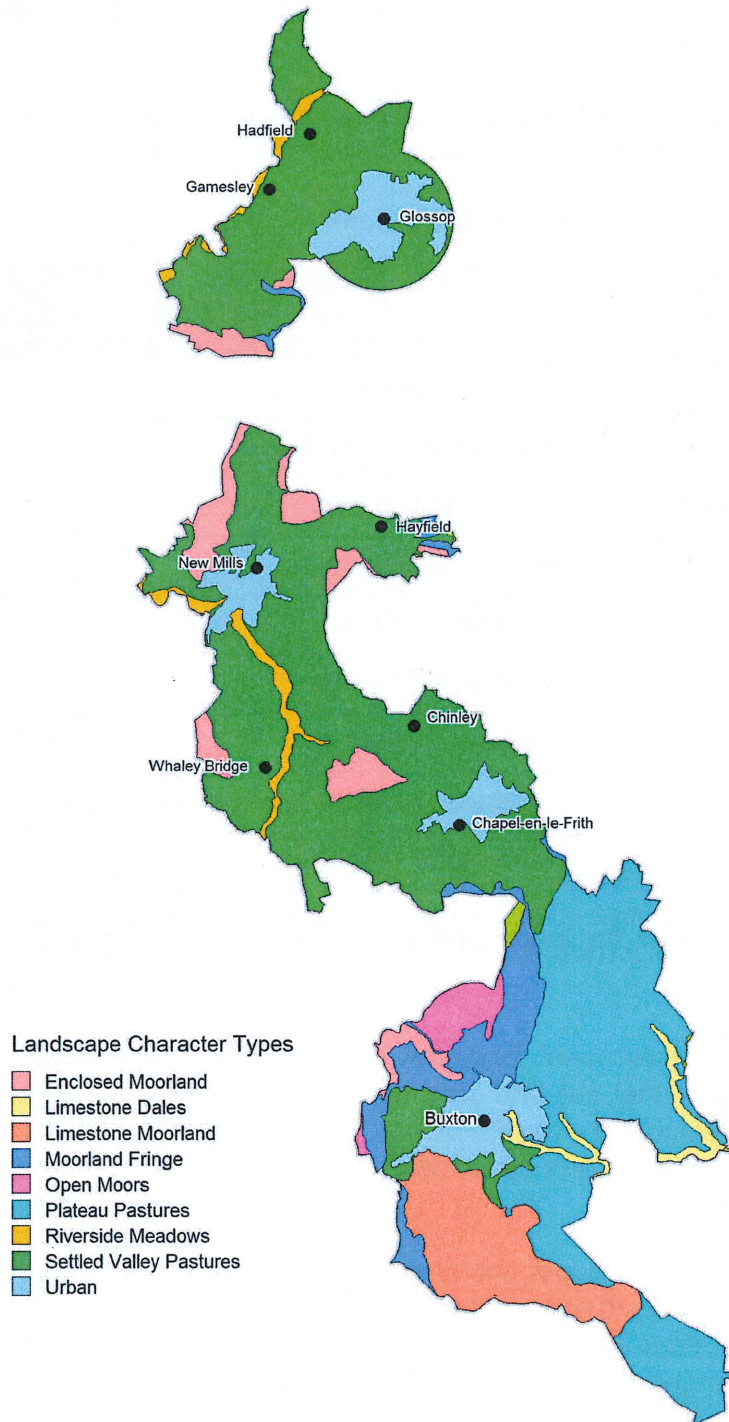 Hadfield
Gamesley
Glossop
Hayfield
New Mills
Chinley
Whaley Bridge
Chapel-en-le-Frith
Buxton
Landscape Character Types
Enclosed Moorland
Limestone Dales
Limestone Moorland
Moorland Fringe
Open Moors
Plateau Pastures
Riverside Meadows
Settled Valley Pastures
Urban